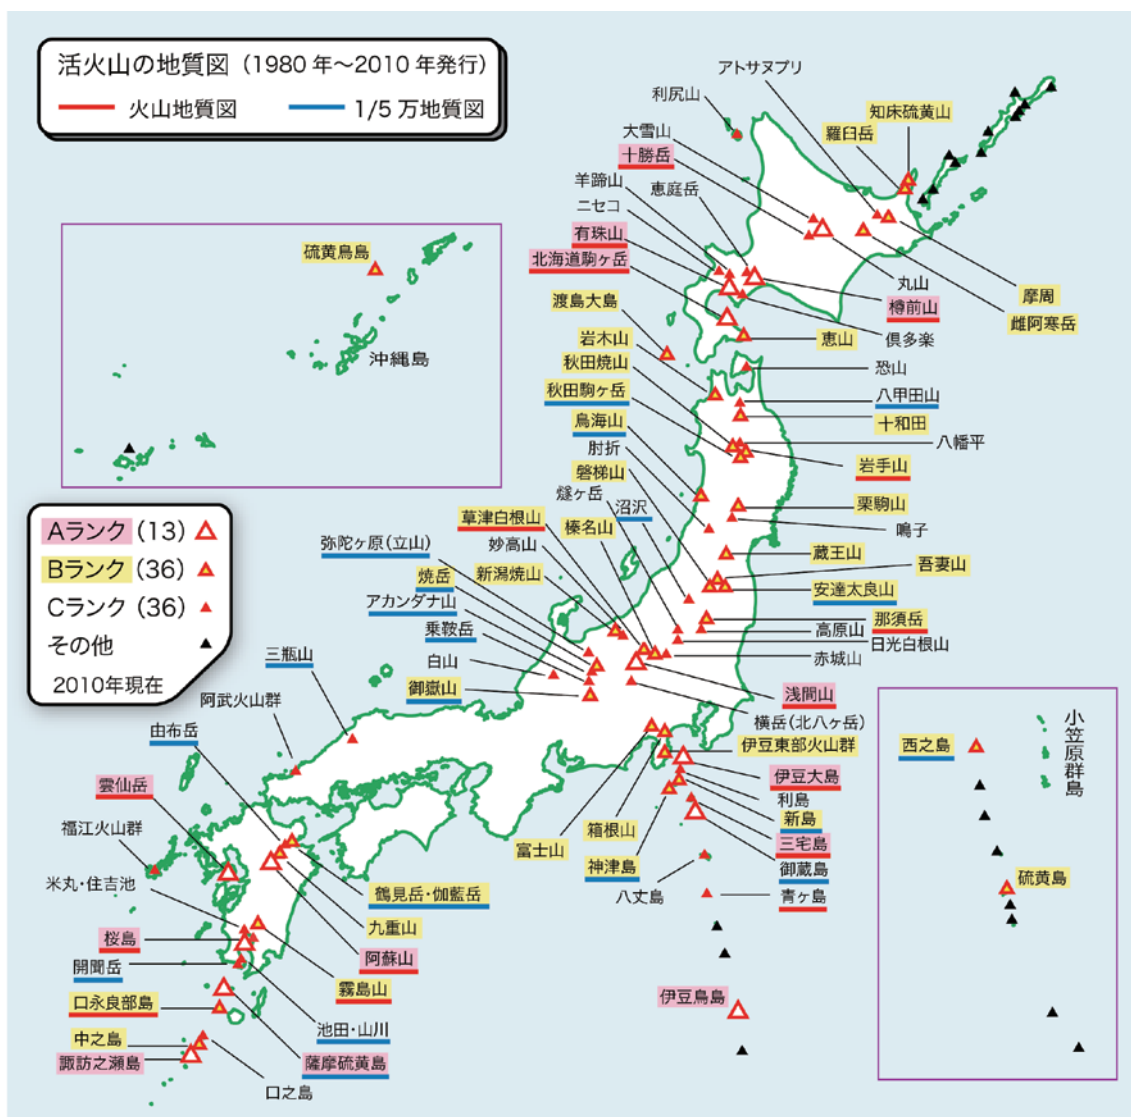 活火山の地質図（1980 年～2010 年発行）
火山地質図　1/5 万地質図
アトサヌプリ
利尻山
知床硫黄山
大雪山
羅臼岳
十勝岳
羊蹄山
恵庭岳
ニセコ
有珠山
北海道駒ヶ岳
丸山
摩周
樽前山
雌阿寒岳
渡島大島
恵山
倶多楽
岩木山
秋田焼山
恐山
秋田駒ヶ岳
八甲田山
鳥海山
十和田
八幡平
肘折
岩手山
磐梯山
燧ヶ岳
沼沢
栗駒山
草津白根山
榛名山
鳴子
弥陀ヶ原(立山)
妙高山
蔵王山
焼岳
新潟焼山
吾妻山
アカンダナ山
安達太良山
乗鞍岳
那須岳
高原山
日光白根山
三瓶山
白山
赤城山
御嶽山
浅間山
阿武火山群
横岳(北八ヶ岳)
由布岳
伊豆東部火山群
雲仙岳
伊豆大島
利島
福江火山群
箱根山
新島
富士山
三宅島
神津島
御蔵島
米丸・住吉池
八丈島
青ヶ島
鶴見岳・伽藍岳
九重山
桜島
阿蘇山
開聞岳
霧島山
伊豆鳥島
口永良部島
池田・山川
中之島
諏訪之瀬島
薩摩硫黄島
口之島
硫黄鳥島
沖縄島
Aランク (13)
Bランク (36)
Cランク (36)
その他
2010年現在
小笠原群島
西之島
硫黄島